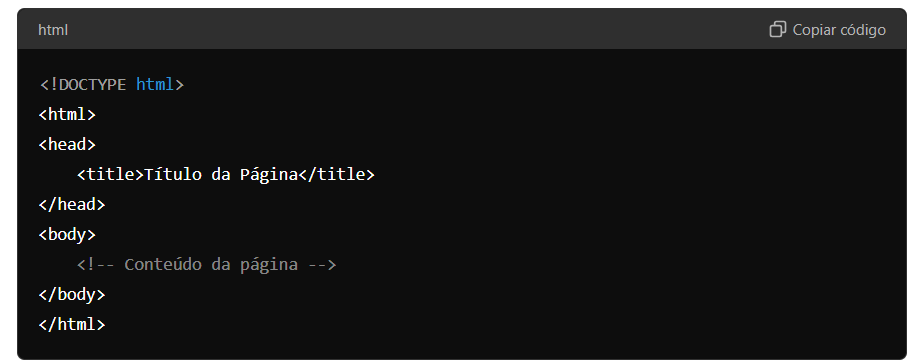 html
Copiar código
<!DOCTYPE html>
<html>
<head>
    <title>Título da Página</title>
</head>
<body>
    <!-- Conteúdo da página -->
</body>
</html>